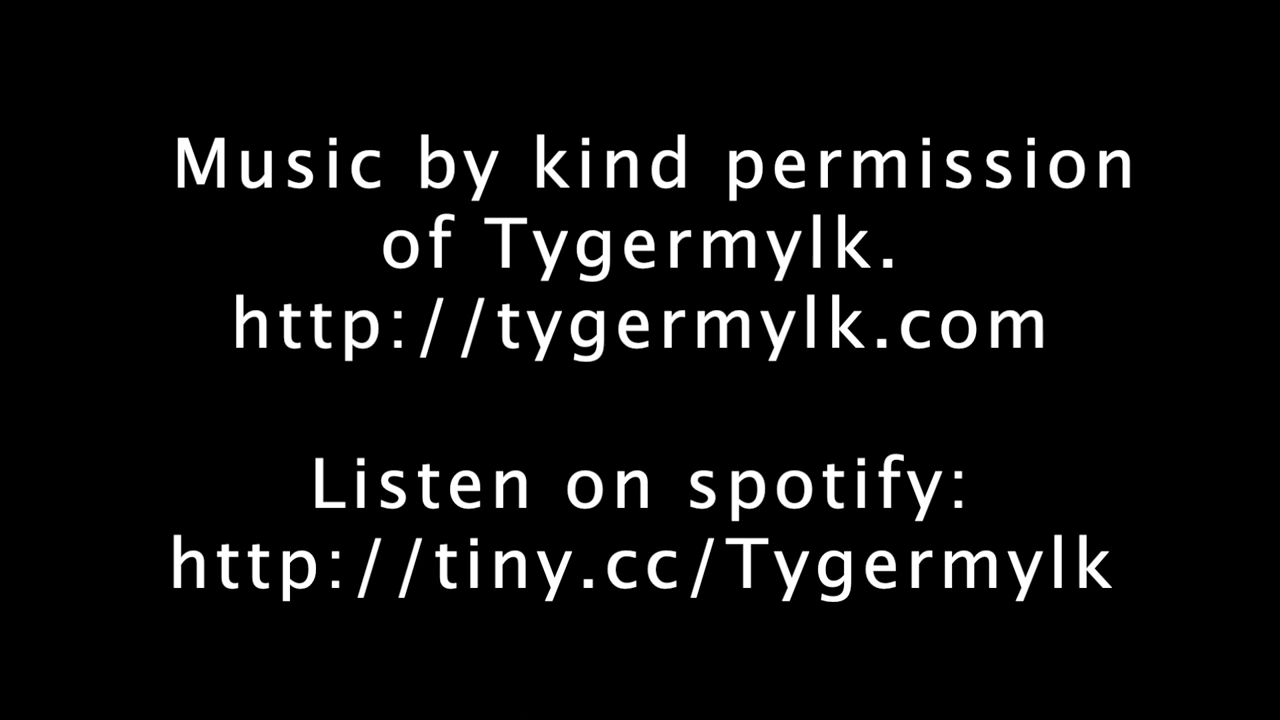 Music by kind permission
of Tygermylk.
http://tygermylk.com
Listen on spotify:
http://tiny.cc/Tygermylk